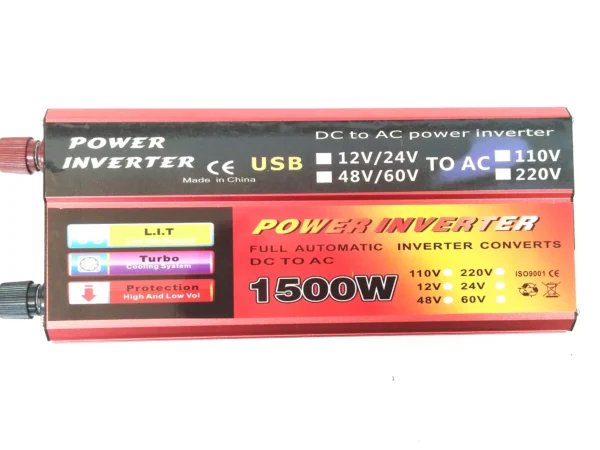 POWER
INVERTER
CE
Made in China
USB
DC to AC power inverter
12V/24V
48V/60V
TO AC
110V
220V
L.I.T
Turbo
Cooling System
Protection
High And Low Vol
POWER INVERTER
FULL AUTOMATIC INVERTER CONVERTS
DC TO AC
1500W
110V 220V
12V 24V
48V 60V
ISO9001 CE